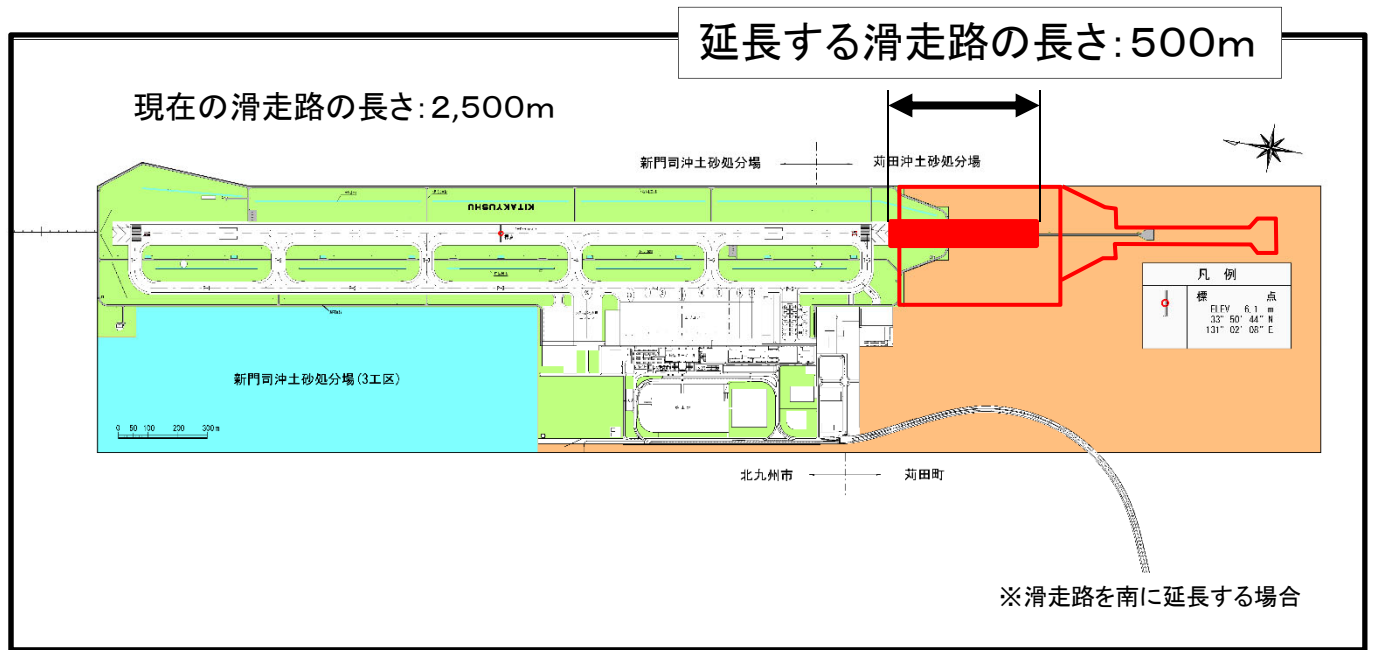 延長する滑走路の長さ：500m
現在の滑走路の長さ：2,500m
新門司沖土砂処分場
苅田沖土砂処分場
KITAKYUSHU
凡 例
標 点
ELEV 6.1 m
33° 50′ 44″ N
131° 02′ 08″ E
新門司沖土砂処分場(3工区)
0 50 100 200 300m
北九州市
苅田町
※滑走路を南に延長する場合